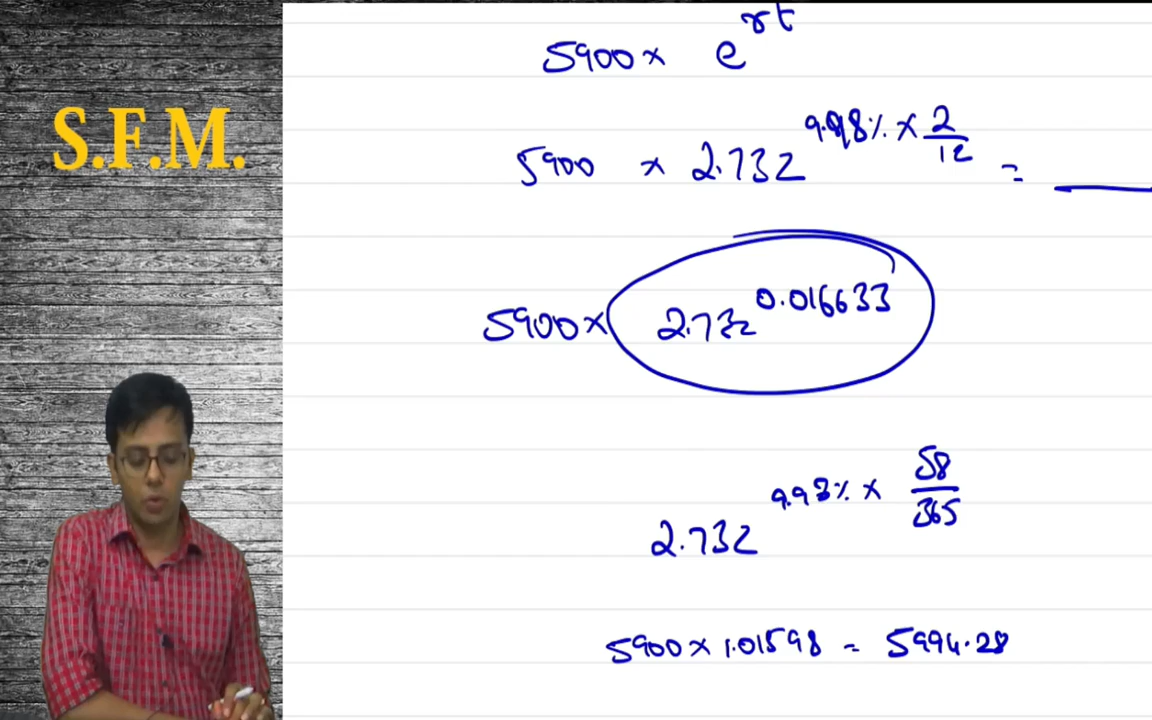 S.F.M.
5900 × e^rt
5900 × 2.732^9.98% × 2/12 =
5900 × 2.732^0.016633
2.732^9.98% × 58/365
5900 × 1.01598 = 5994.28